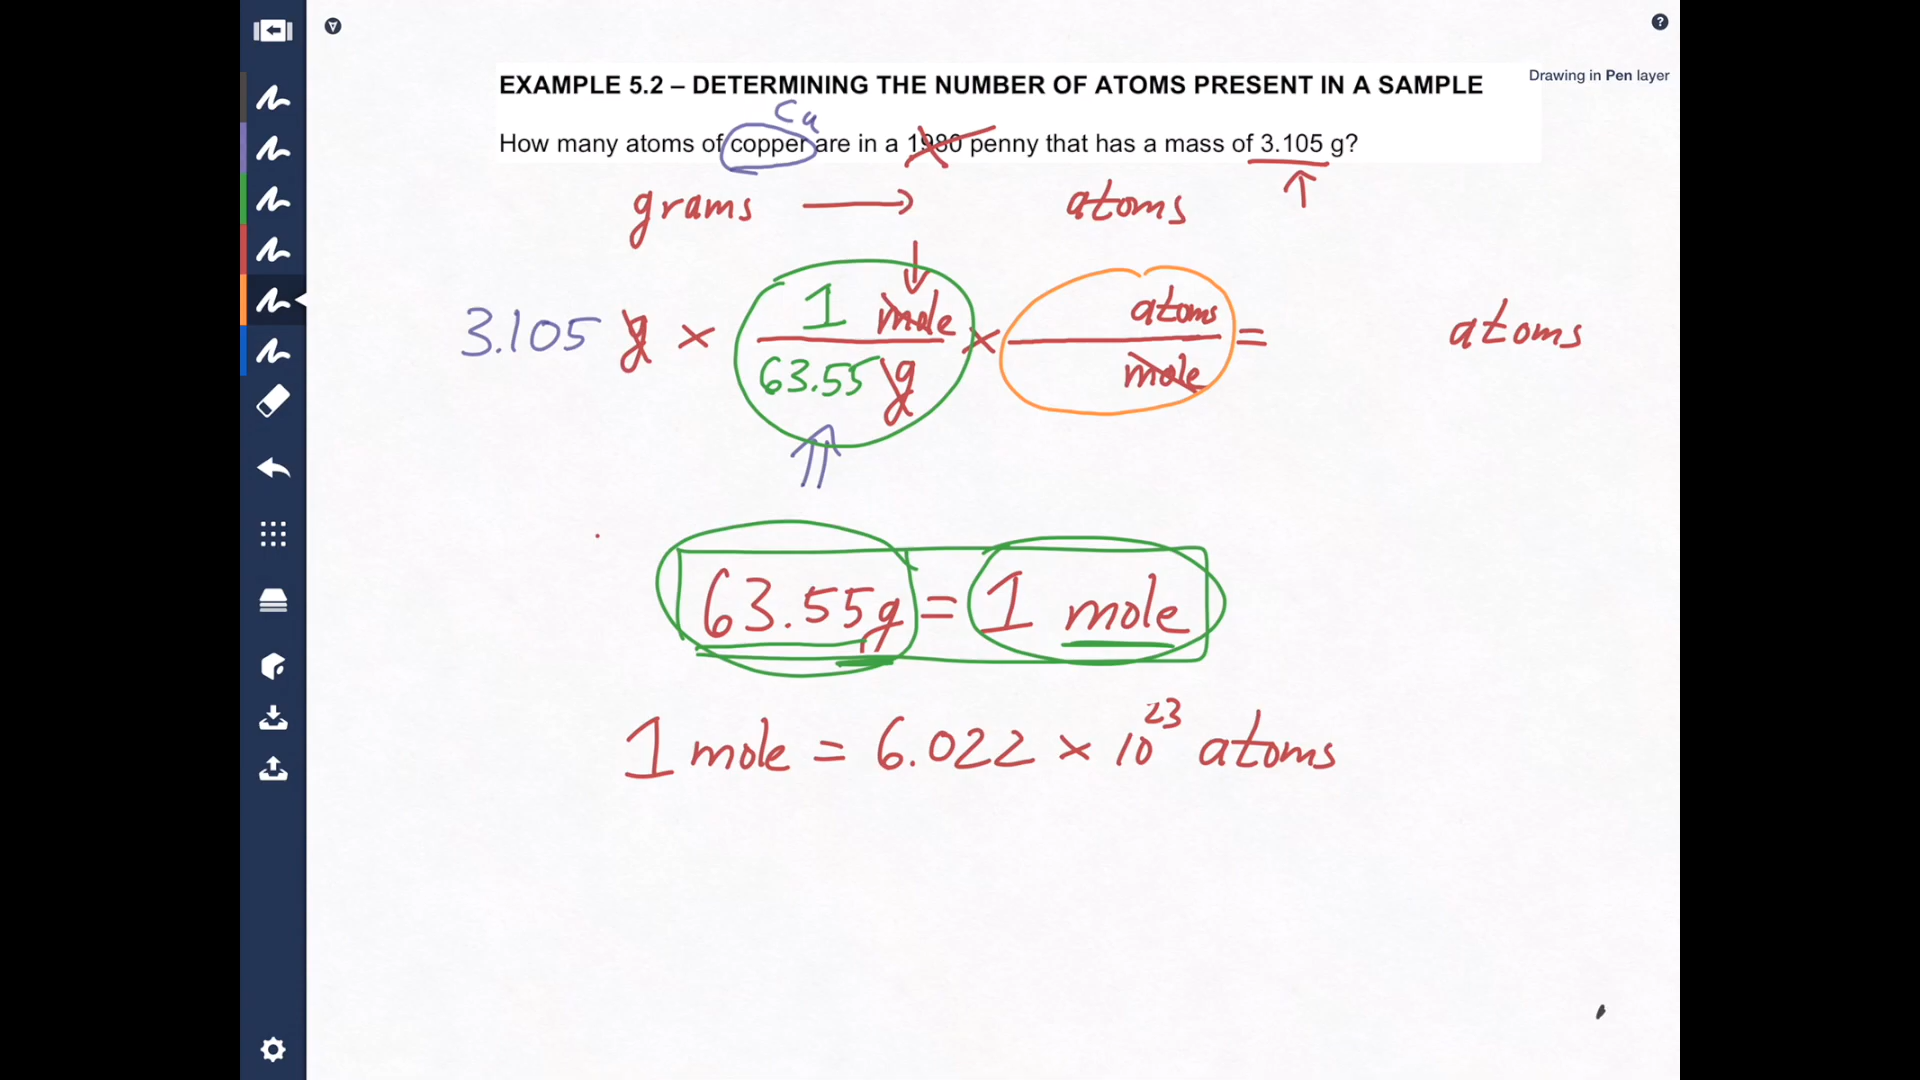 Drawing in Pen layer
EXAMPLE 5.2 – DETERMINING THE NUMBER OF ATOMS PRESENT IN A SAMPLE
Cu
How many atoms of copper are in a 1980 penny that has a mass of 3.105 g?
grams → atoms
3.105 g × 1 mole / 63.55 g × atoms / mole = atoms
63.55g = 1 mole
1 mole = 6.022 × 10²³ atoms